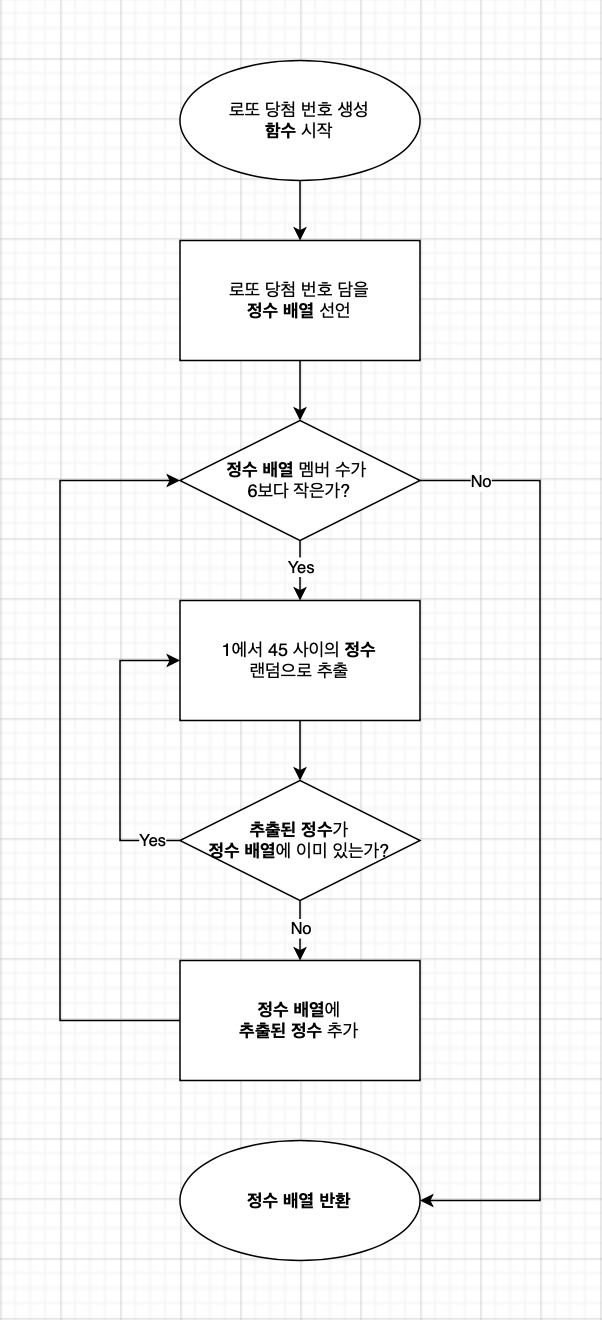 로또 당첨 번호 생성
함수 시작
로또 당첨 번호 담을
정수 배열 선언
정수 배열 멤버 수가
6보다 작은가?
No
Yes
1에서 45 사이의 정수
랜덤으로 추출
추출된 정수가
정수 배열에 이미 있는가?
Yes
No
정수 배열에
추출된 정수 추가
정수 배열 반환